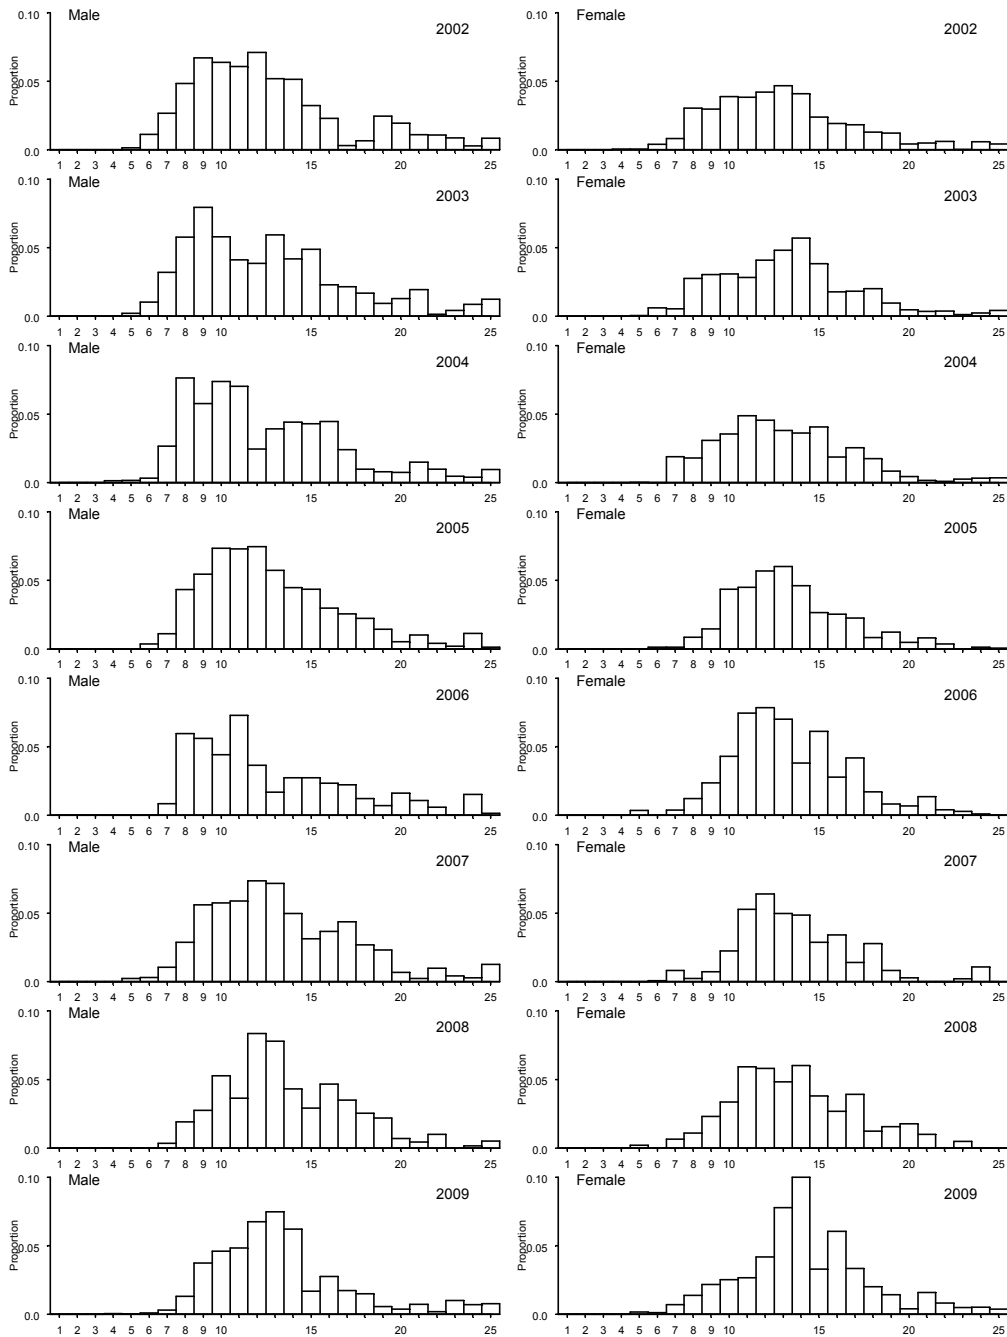 0.10 Male 2002
Proportion
0.05
0.0
1 2 3 4 5 6 7 8 9 10 15 20 25
0.10 Female 2002
Proportion
0.05
0.0
1 2 3 4 5 6 7 8 9 10 15 20 25
0.10 Male 2003
Proportion
0.05
0.0
1 2 3 4 5 6 7 8 9 10 15 20 25
0.10 Female 2003
Proportion
0.05
0.0
1 2 3 4 5 6 7 8 9 10 15 20 25
0.10 Male 2004
Proportion
0.05
0.0
1 2 3 4 5 6 7 8 9 10 15 20 25
0.10 Female 2004
Proportion
0.05
0.0
1 2 3 4 5 6 7 8 9 10 15 20 25
0.10 Male 2005
Proportion
0.05
0.0
1 2 3 4 5 6 7 8 9 10 15 20 25
0.10 Female 2005
Proportion
0.05
0.0
1 2 3 4 5 6 7 8 9 10 15 20 25
0.10 Male 2006
Proportion
0.05
0.0
1 2 3 4 5 6 7 8 9 10 15 20 25
0.10 Female 2006
Proportion
0.05
0.0
1 2 3 4 5 6 7 8 9 10 15 20 25
0.10 Male 2007
Proportion
0.05
0.0
1 2 3 4 5 6 7 8 9 10 15 20 25
0.10 Female 2007
Proportion
0.05
0.0
1 2 3 4 5 6 7 8 9 10 15 20 25
0.10 Male 2008
Proportion
0.05
0.0
1 2 3 4 5 6 7 8 9 10 15 20 25
0.10 Female 2008
Proportion
0.05
0.0
1 2 3 4 5 6 7 8 9 10 15 20 25
0.10 Male 2009
Proportion
0.05
0.0
1 2 3 4 5 6 7 8 9 10 15 20 25
0.10 Female 2009
Proportion
0.05
0.0
1 2 3 4 5 6 7 8 9 10 15 20 25